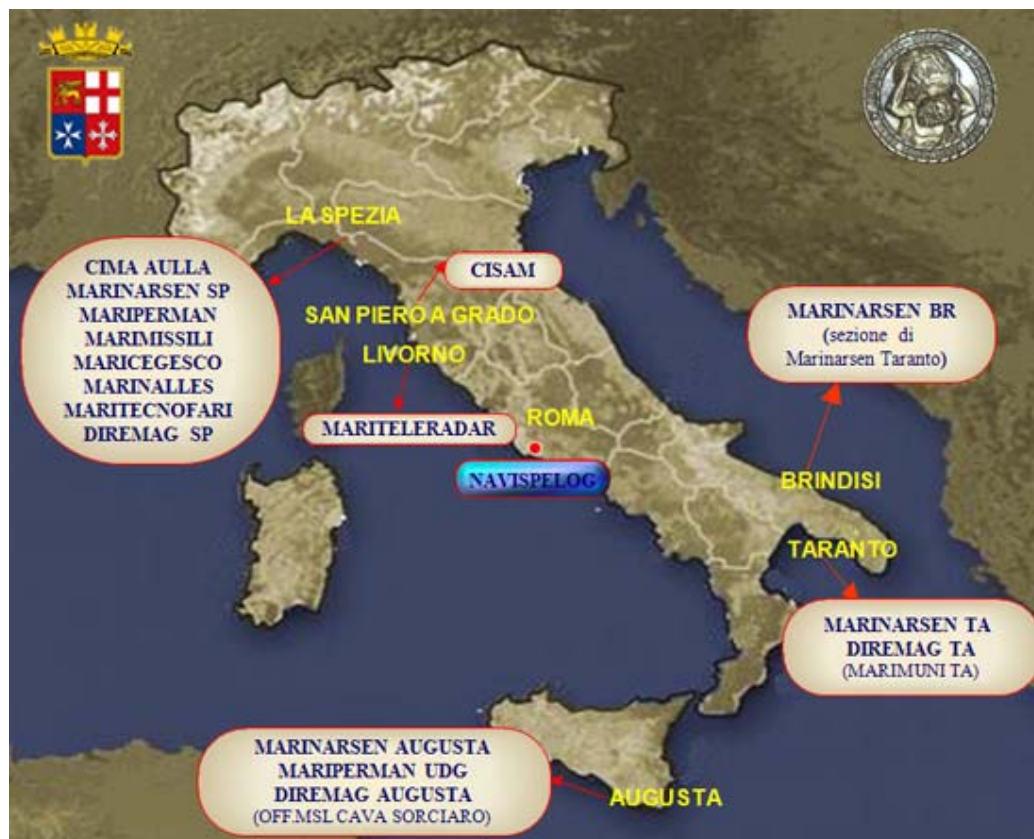 LA SPEZIA
CIMA AULLA
MARINARSEN SP
MARIPERMAN
MARIMISSILI
MARICEGESCO
MARINALLES
MARITECNOFARI
DIREMAG SP
CISAM
SAN PIERO A GRADO
LIVORNO
MARITELERADAR
ROMA
NAVISPELOG
MARINARSEN BR
(sezione di
Marinarsen Taranto)
BRINDISI
TARANTO
MARINARSEN TA
DIREMAG TA
(MARIMUNI TA)
MARINARSEN AUGUSTA
MARIPERMAN UDG
DIREMAG AUGUSTA
(OFF.MSL CAVA SORCIARO)
AUGUSTA